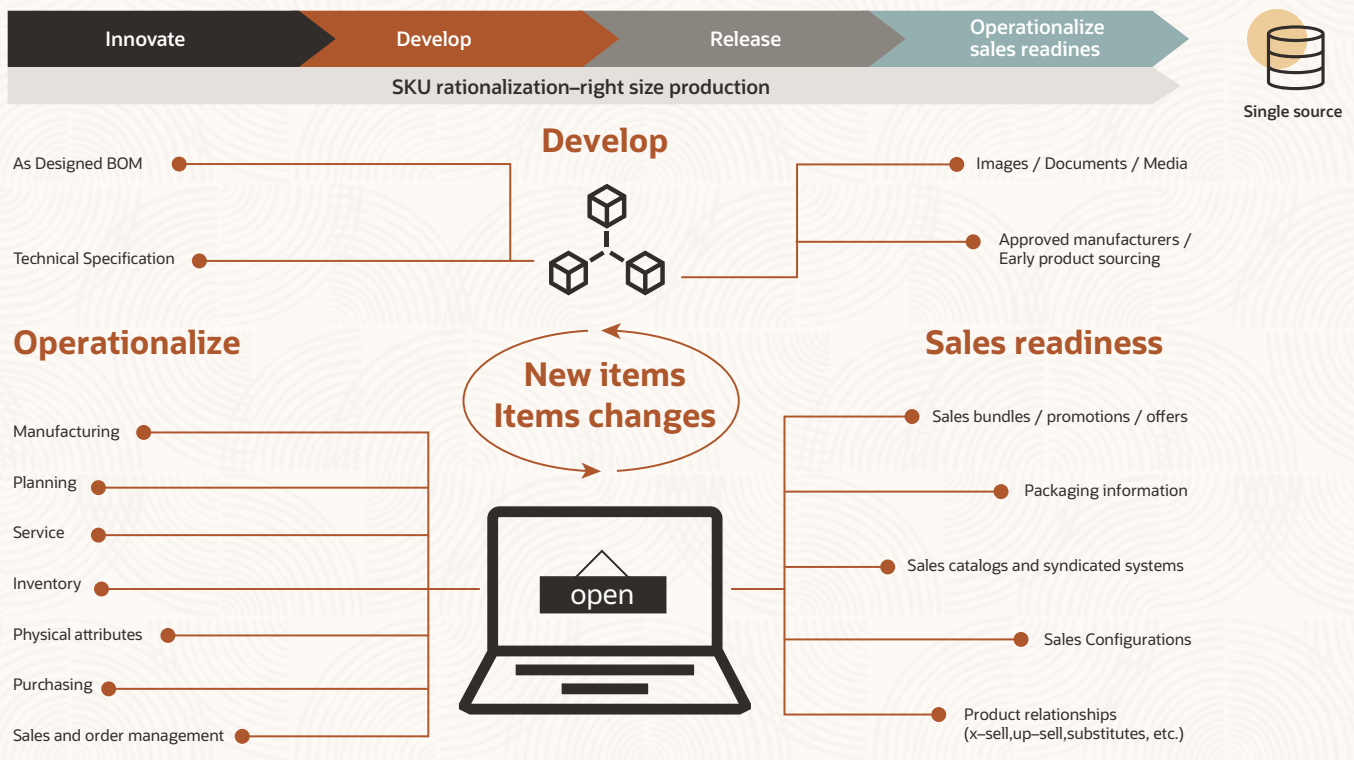 Innovate
Develop
Release
Operationalize
sales readines
SKU rationalization–right size production
Single source
Develop
As Designed BOM
Technical Specification
Images / Documents / Media
Approved manufacturers /
Early product sourcing
Operationalize
New items
Items changes
Sales readiness
Manufacturing
Planning
Service
Inventory
Physical attributes
Purchasing
Sales and order management
open
Sales bundles / promotions / offers
Packaging information
Sales catalogs and syndicated systems
Sales Configurations
Product relationships
(x–sell,up–sell,substitutes, etc.)